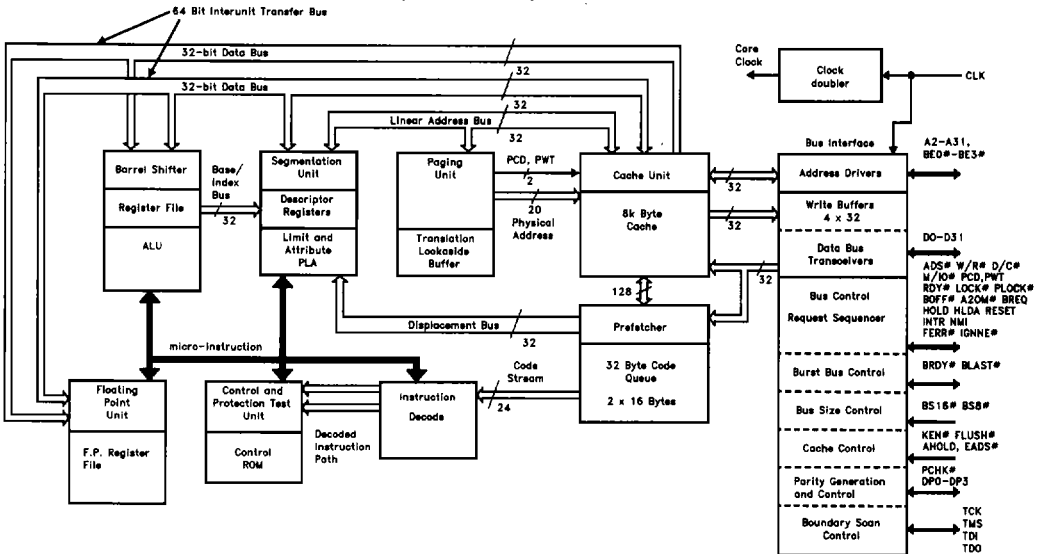 64 Bit Interunit Transfer Bus
32-bit Data Bus
32
32-bit Data Bus
32
Linear Address Bus
32
Core
Clock
Clock
doubler
CLK
Barrel Shifter
Register File
ALU
Base/
Index
Bus
32
Segmentation
Unit
Descriptor
Registers
Limit and
Attribute
PLA
Paging
Unit
Translation
Lookaside
Buffer
PCD, PWT
2
20
Physical
Address
Cache Unit
8k Byte
Cache
32
32
32
128
Displacement Bus
32
Prefetcher
32 Byte Code
Queue
2 x 16 Bytes
Code
Stream
24
micro-instruction
Floating
Point
Unit
F.P. Register
File
Control and
Protection Test
Unit
Control
ROM
Decoded
Instruction
Path
Instruction
Decode
Bus Interface
Address Drivers
Write Buffers
4 x 32
Data Bus
Transceivers
Bus Control
Request Sequencer
Burst Bus Control
Bus Size Control
Cache Control
Parity Generation
and Control
Boundary Scan
Control
A2-A31,
BE0#-BE3#
D0-D31
ADS# W/R# D/C#
M/IO# PCD,PWT
RDY# LOCK# PLOCK#
BOFF# A20M# BREQ
HOLD HLDA RESET
INTR NMI
FERR# IGNNE#
BRDY# BLAST#
BS16# BS8#
KEN# FLUSH#
AHOLD, EADS#
PCHK#
DP0-DP3
TCK
TMS
TDI
TDO
32